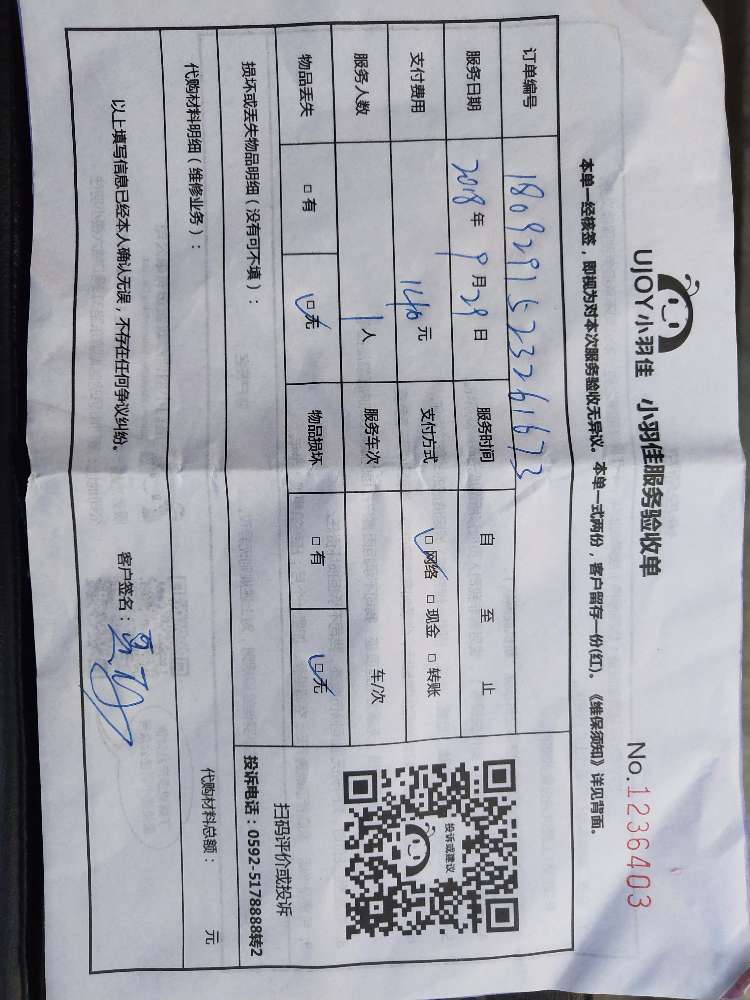 UJOY小羽佳 小羽佳服务验收单
No.1236403
本单一经核签，即视为对本次服务验收无异议。本单一式两份，客户留存一份(红)。《维保须知》详见背面。
订单编号 1809291523261673
服务日期 2018年9月29日 服务时间 自 至 止
支付费用 元 支付方式 □网络 □现金 □转账
服务人数 1人 服务车次 车/次
物品丢失 □有 □无 物品损坏 □有 □无
损坏或丢失物品明细（没有可不填）：
投诉或建议
扫码评价或投诉
投诉电话：0592-5178888转2
代购材料明细（维修业务）： 代购材料总额： 元
以上填写信息已经本人确认无误，不存在任何争议纠纷。 客户签名：